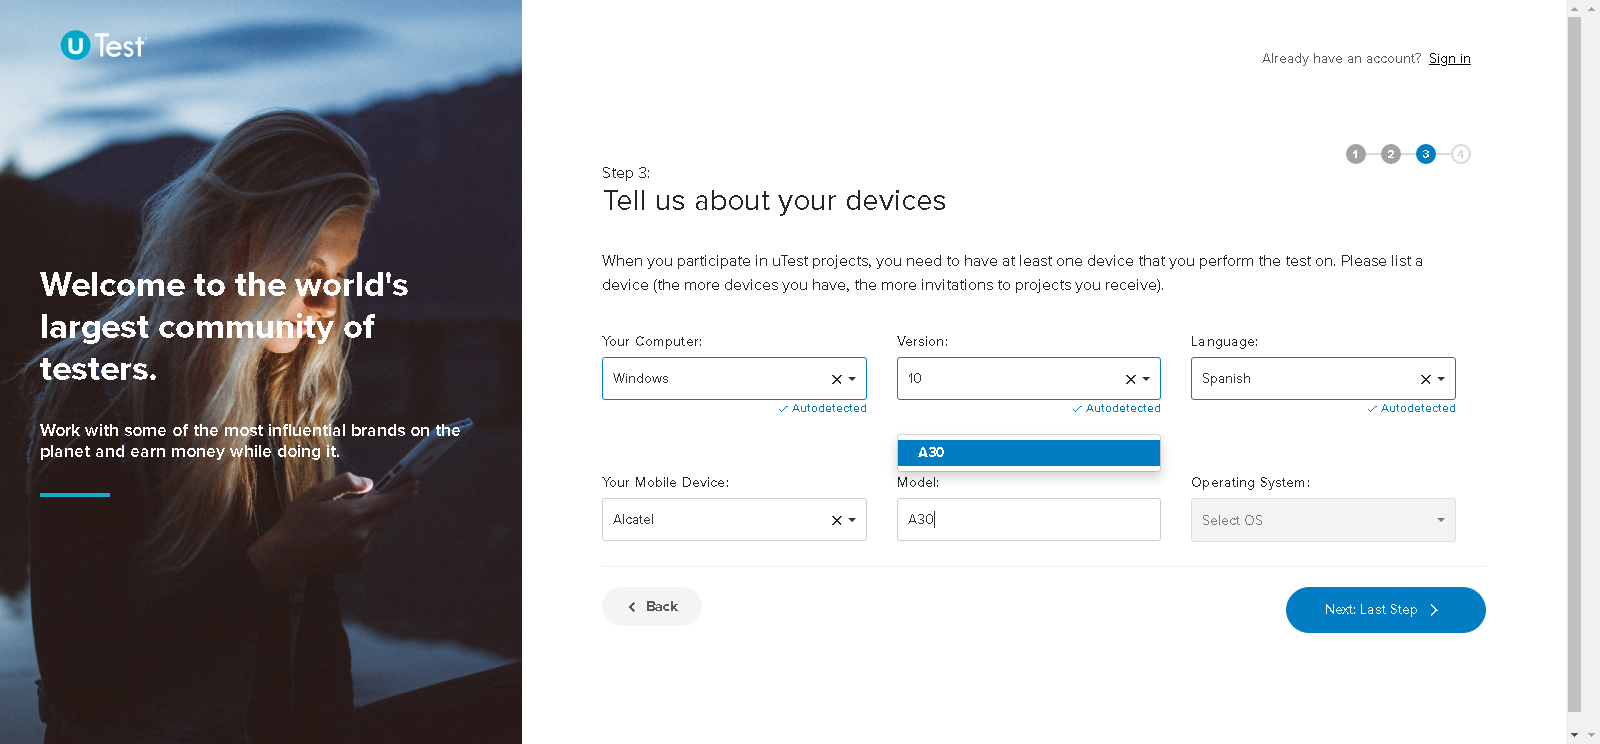 uTest
Already have an account? Sign in
1 2 3 4
Step 3:
Tell us about your devices
Welcome to the world's
largest community of
testers.
Work with some of the most influential brands on the
planet and earn money while doing it.
When you participate in uTest projects, you need to have at least one device that you perform the test on. Please list a
device (the more devices you have, the more invitations to projects you receive).
Your Computer: Version: Language:
Windows 10 Spanish
Autodetected Autodetected Autodetected
A30
Your Mobile Device: Model: Operating System:
Alcatel A30 Select OS
Back Next: Last Step